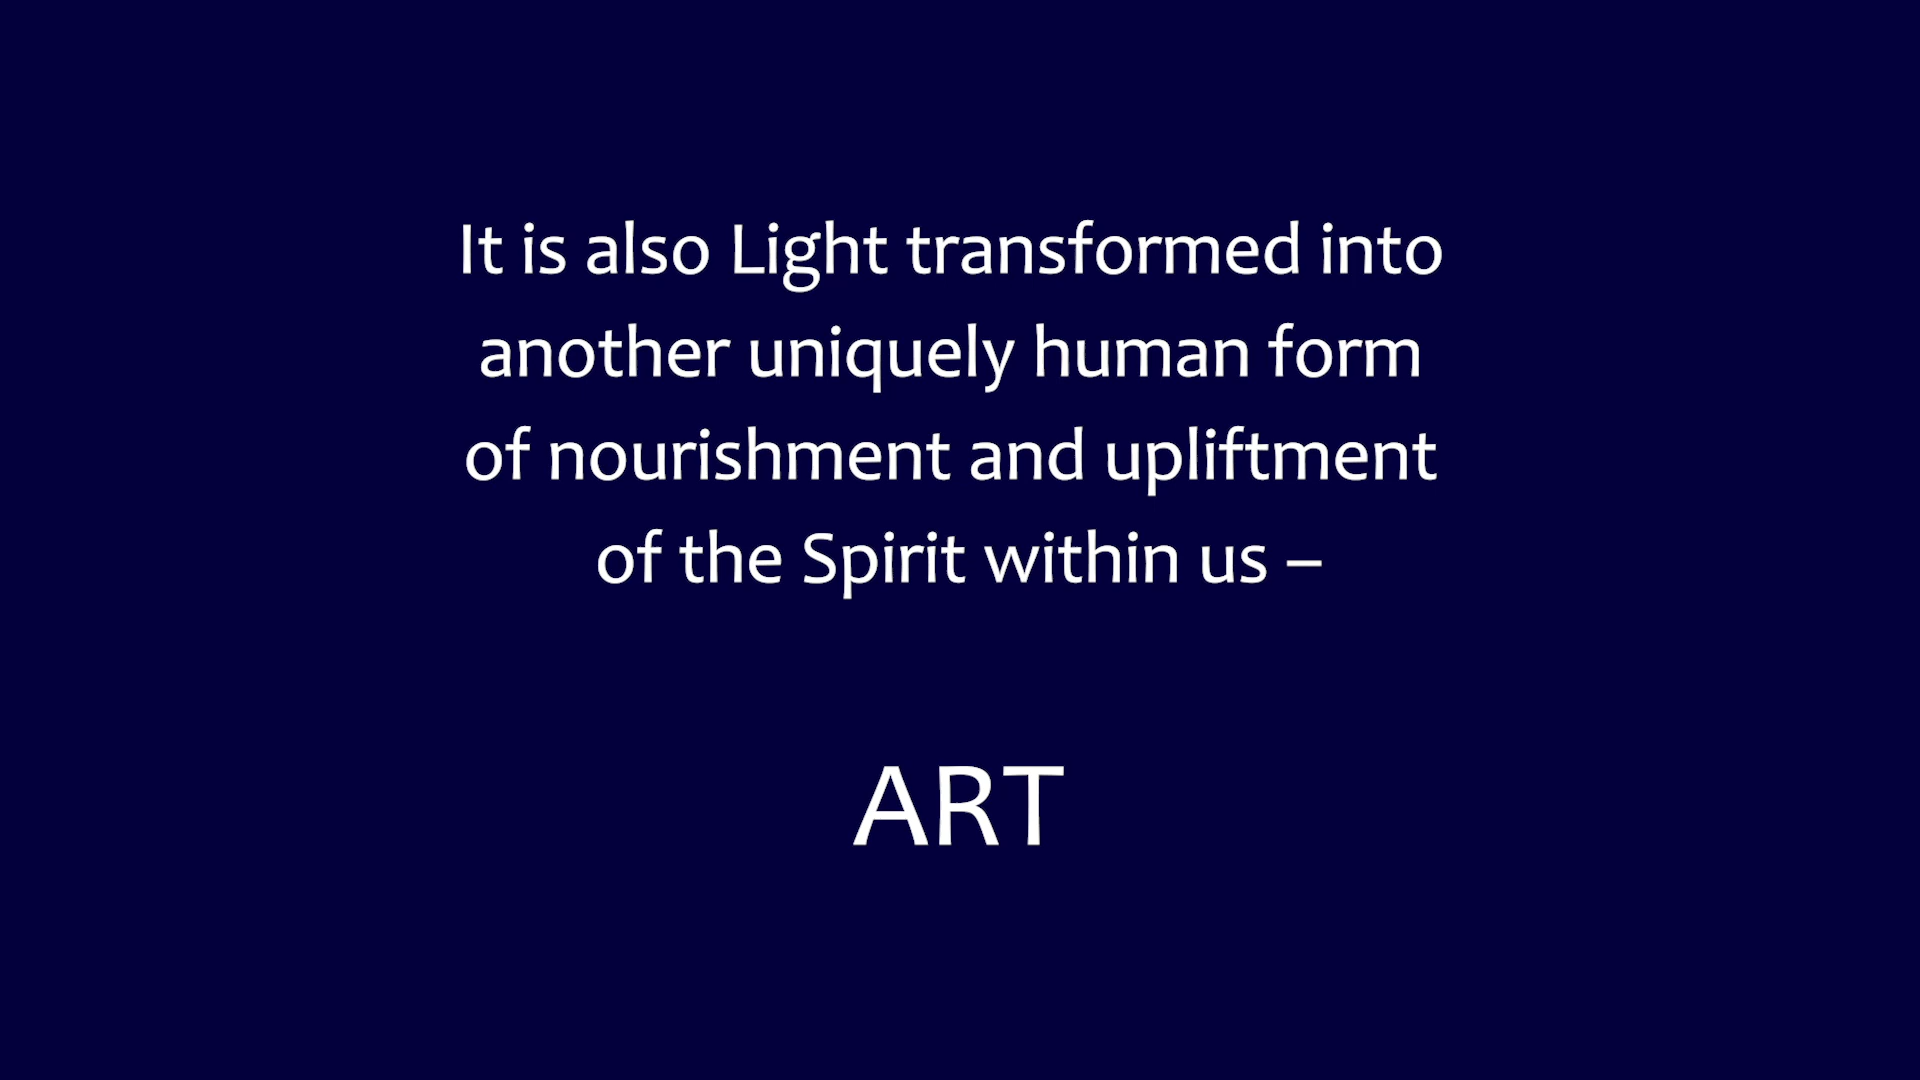 It is also Light transformed into
another uniquely human form
of nourishment and upliftment
of the Spirit within us –
ART